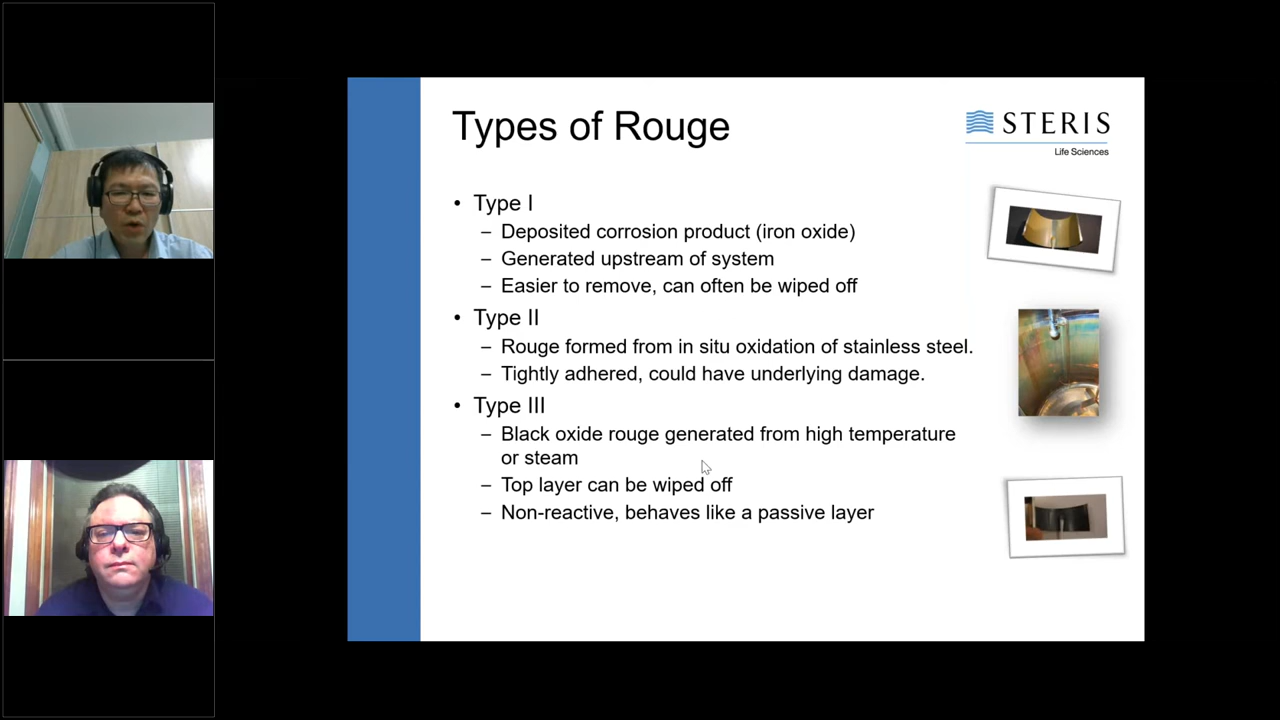 Types of Rouge
STERIS
Life Sciences
• Type I
– Deposited corrosion product (iron oxide)
– Generated upstream of system
– Easier to remove, can often be wiped off
• Type II
– Rouge formed from in situ oxidation of stainless steel.
– Tightly adhered, could have underlying damage.
• Type III
– Black oxide rouge generated from high temperature
or steam
– Top layer can be wiped off
– Non-reactive, behaves like a passive layer